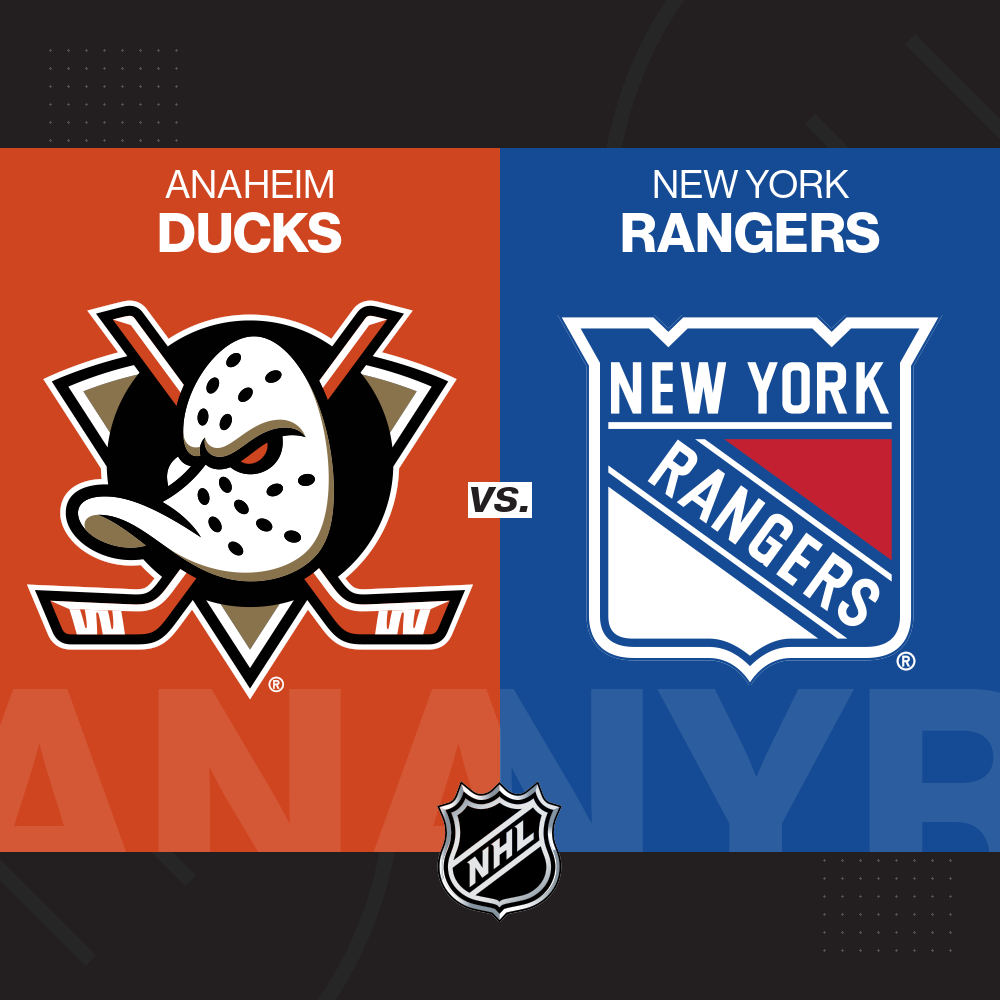 ANAHEIM
DUCKS
NEW YORK
RANGERS
NEW YORK
RANGERS
®
VS.
®
ANA
NYR
NHL